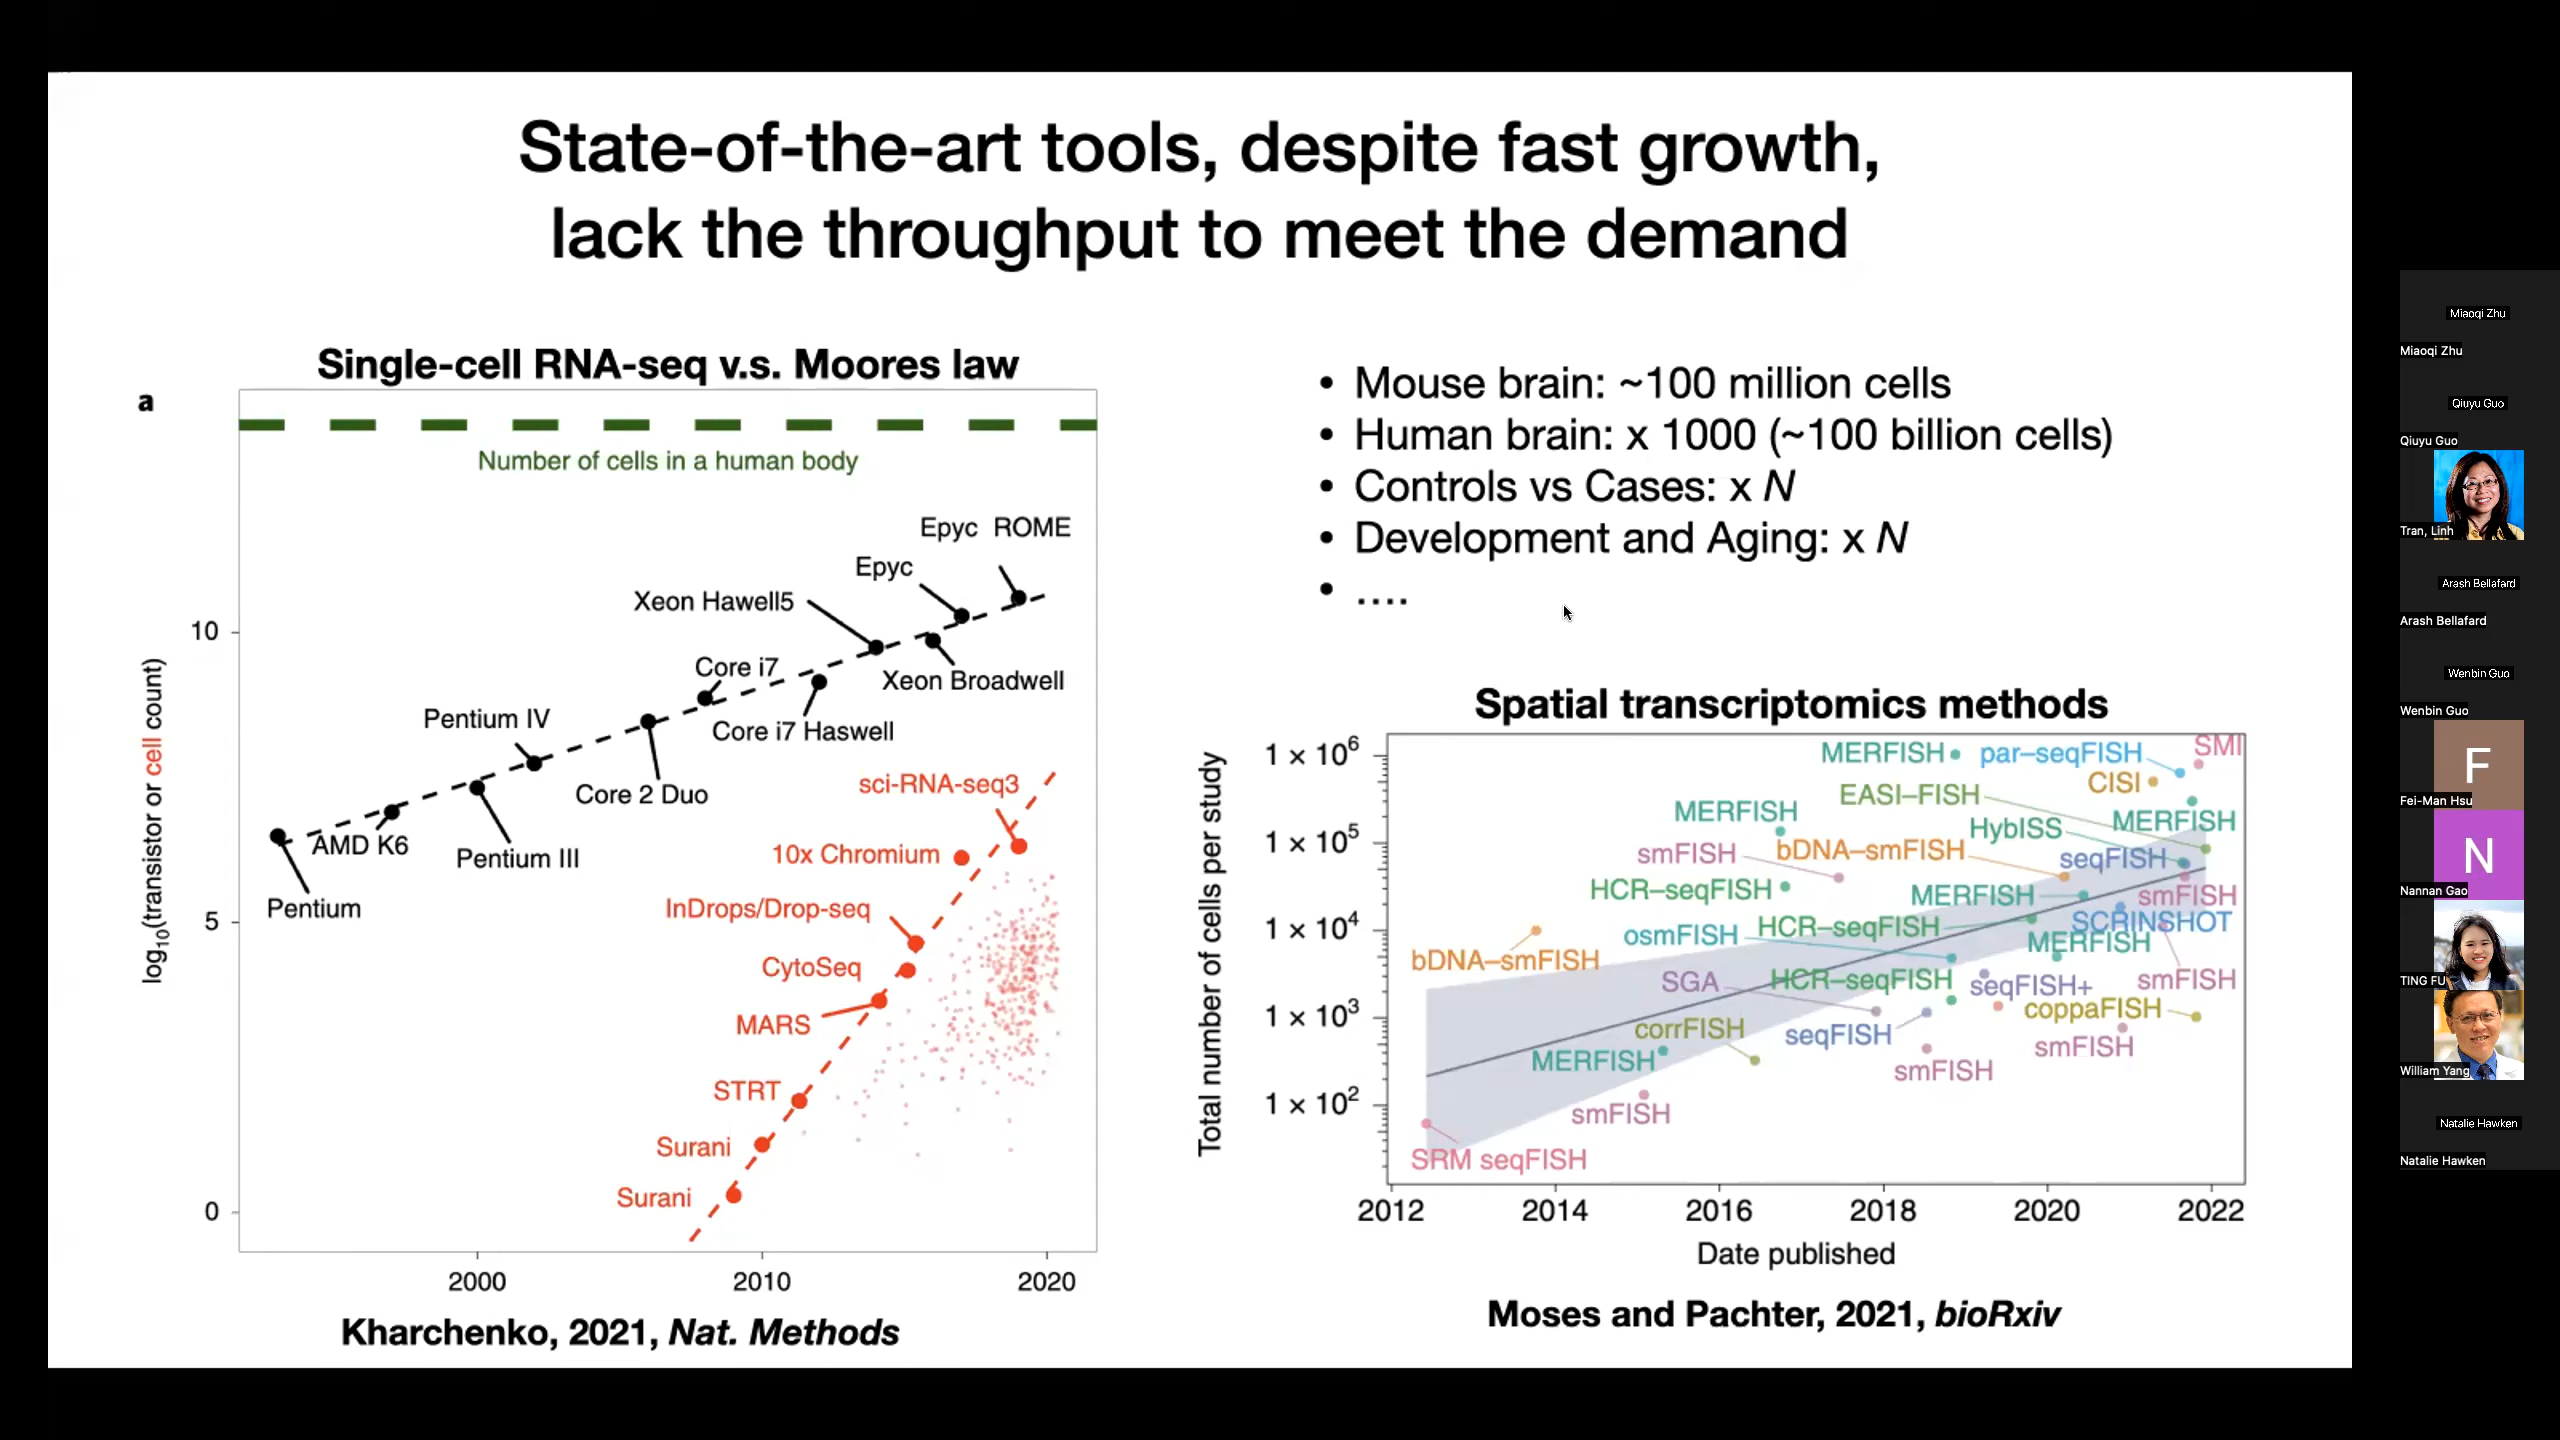 State-of-the-art tools, despite fast growth,
lack the throughput to meet the demand
Single-cell RNA-seq v.s. Moores law
a
Number of cells in a human body
Epyc ROME
Epyc
Xeon Hawell5
Core i7
Xeon Broadwell
Pentium IV
Core i7 Haswell
Core 2 Duo
AMD K6
Pentium III
Pentium
sci-RNA-seq3
10x Chromium
InDrops/Drop-seq
CytoSeq
MARS
STRT
Surani
Surani
log10(transistor or cell count)
10
5
0
2000
2010
2020
Kharchenko, 2021, Nat. Methods
• Mouse brain: ~100 million cells
• Human brain: x 1000 (~100 billion cells)
• Controls vs Cases: x N
• Development and Aging: x N
• ....
Spatial transcriptomics methods
Total number of cells per study
1 × 10^6
1 × 10^5
1 × 10^4
1 × 10^3
1 × 10^2
SMI
MERFISH
par–seqFISH
CISI
EASI–FISH
MERFISH
MERFISH
HybISS
smFISH
bDNA–smFISH
seqFISH
HCR–seqFISH
MERFISH
smFISH
HCR–seqFISH
SCRINSHOT
osmFISH
MERFISH
bDNA–smFISH
SGA
HCR–seqFISH
seqFISH+
smFISH
coppaFISH
corrFISH
seqFISH
smFISH
MERFISH
smFISH
smFISH
SRM seqFISH
2012
2014
2016
2018
2020
2022
Date published
Moses and Pachter, 2021, bioRxiv
Miaoqi Zhu
Miaoqi Zhu
Qiuyu Guo
Qiuyu Guo
Tran, Linh
Arash Bellafard
Arash Bellafard
Wenbin Guo
Wenbin Guo
F
Fei-Man Hsu
N
Nannan Gao
TING FU
William Yang
Natalie Hawken
Natalie Hawken